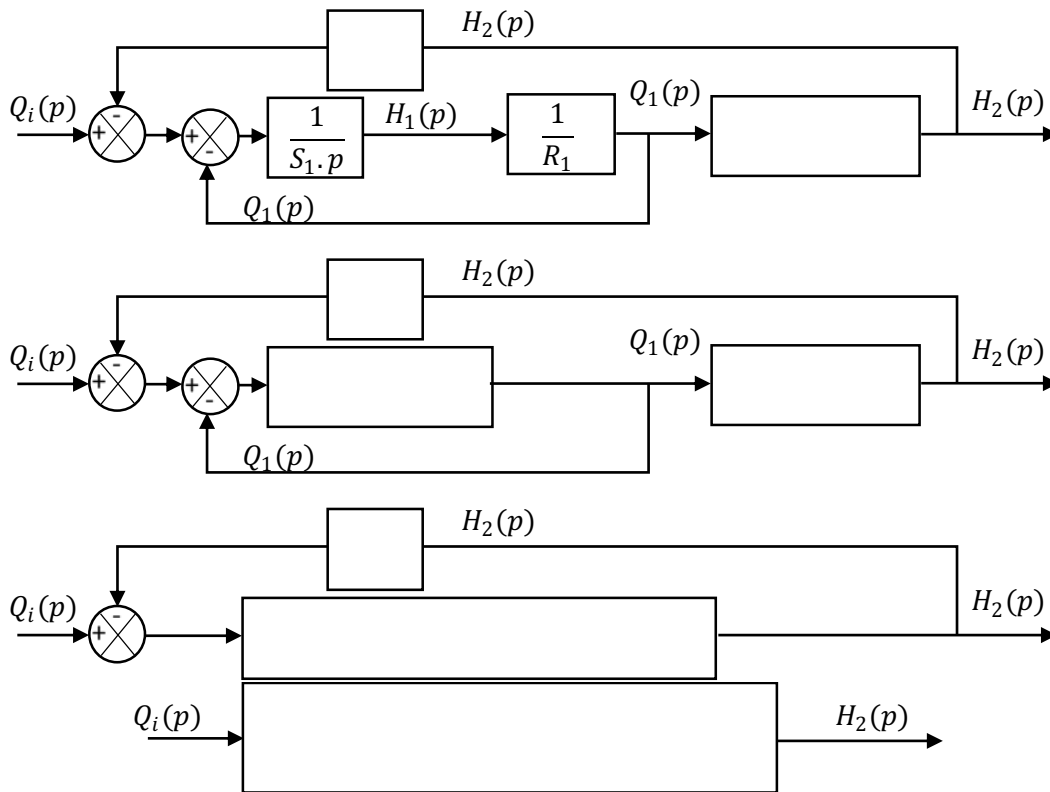 H₂(p)
Qᵢ(p) + - + - 1/(S₁.p) H₁(p) 1/R₁ Q₁(p) H₂(p)
Q₁(p)
H₂(p)
Qᵢ(p) + - + - Q₁(p) H₂(p)
Q₁(p)
H₂(p)
Qᵢ(p) + - H₂(p)
Qᵢ(p) H₂(p)